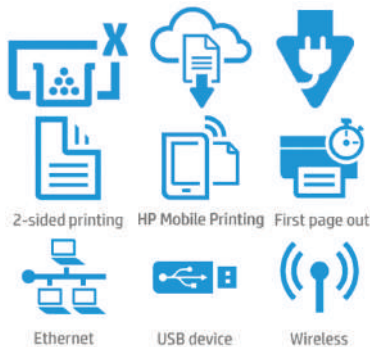 X
2-sided printing HP Mobile Printing First page out
Ethernet USB device Wireless